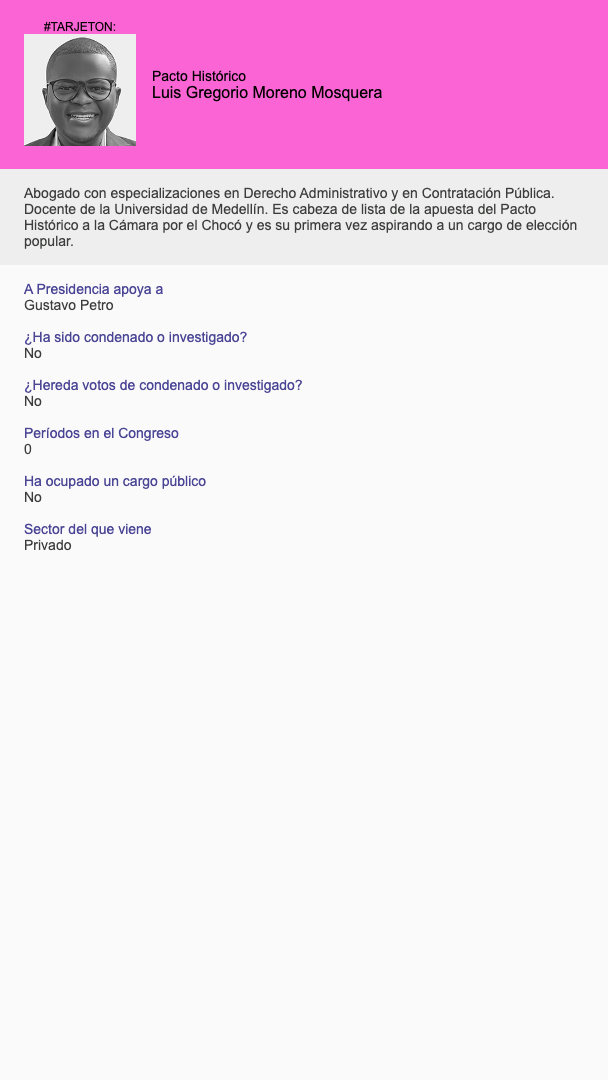 #TARJETON:
Pacto Histórico
Luis Gregorio Moreno Mosquera
Abogado con especializaciones en Derecho Administrativo y en Contratación Pública.
Docente de la Universidad de Medellín. Es cabeza de lista de la apuesta del Pacto
Histórico a la Cámara por el Chocó y es su primera vez aspirando a un cargo de elección
popular.
A Presidencia apoya a
Gustavo Petro
¿Ha sido condenado o investigado?
No
¿Hereda votos de condenado o investigado?
No
Períodos en el Congreso
0
Ha ocupado un cargo público
No
Sector del que viene
Privado